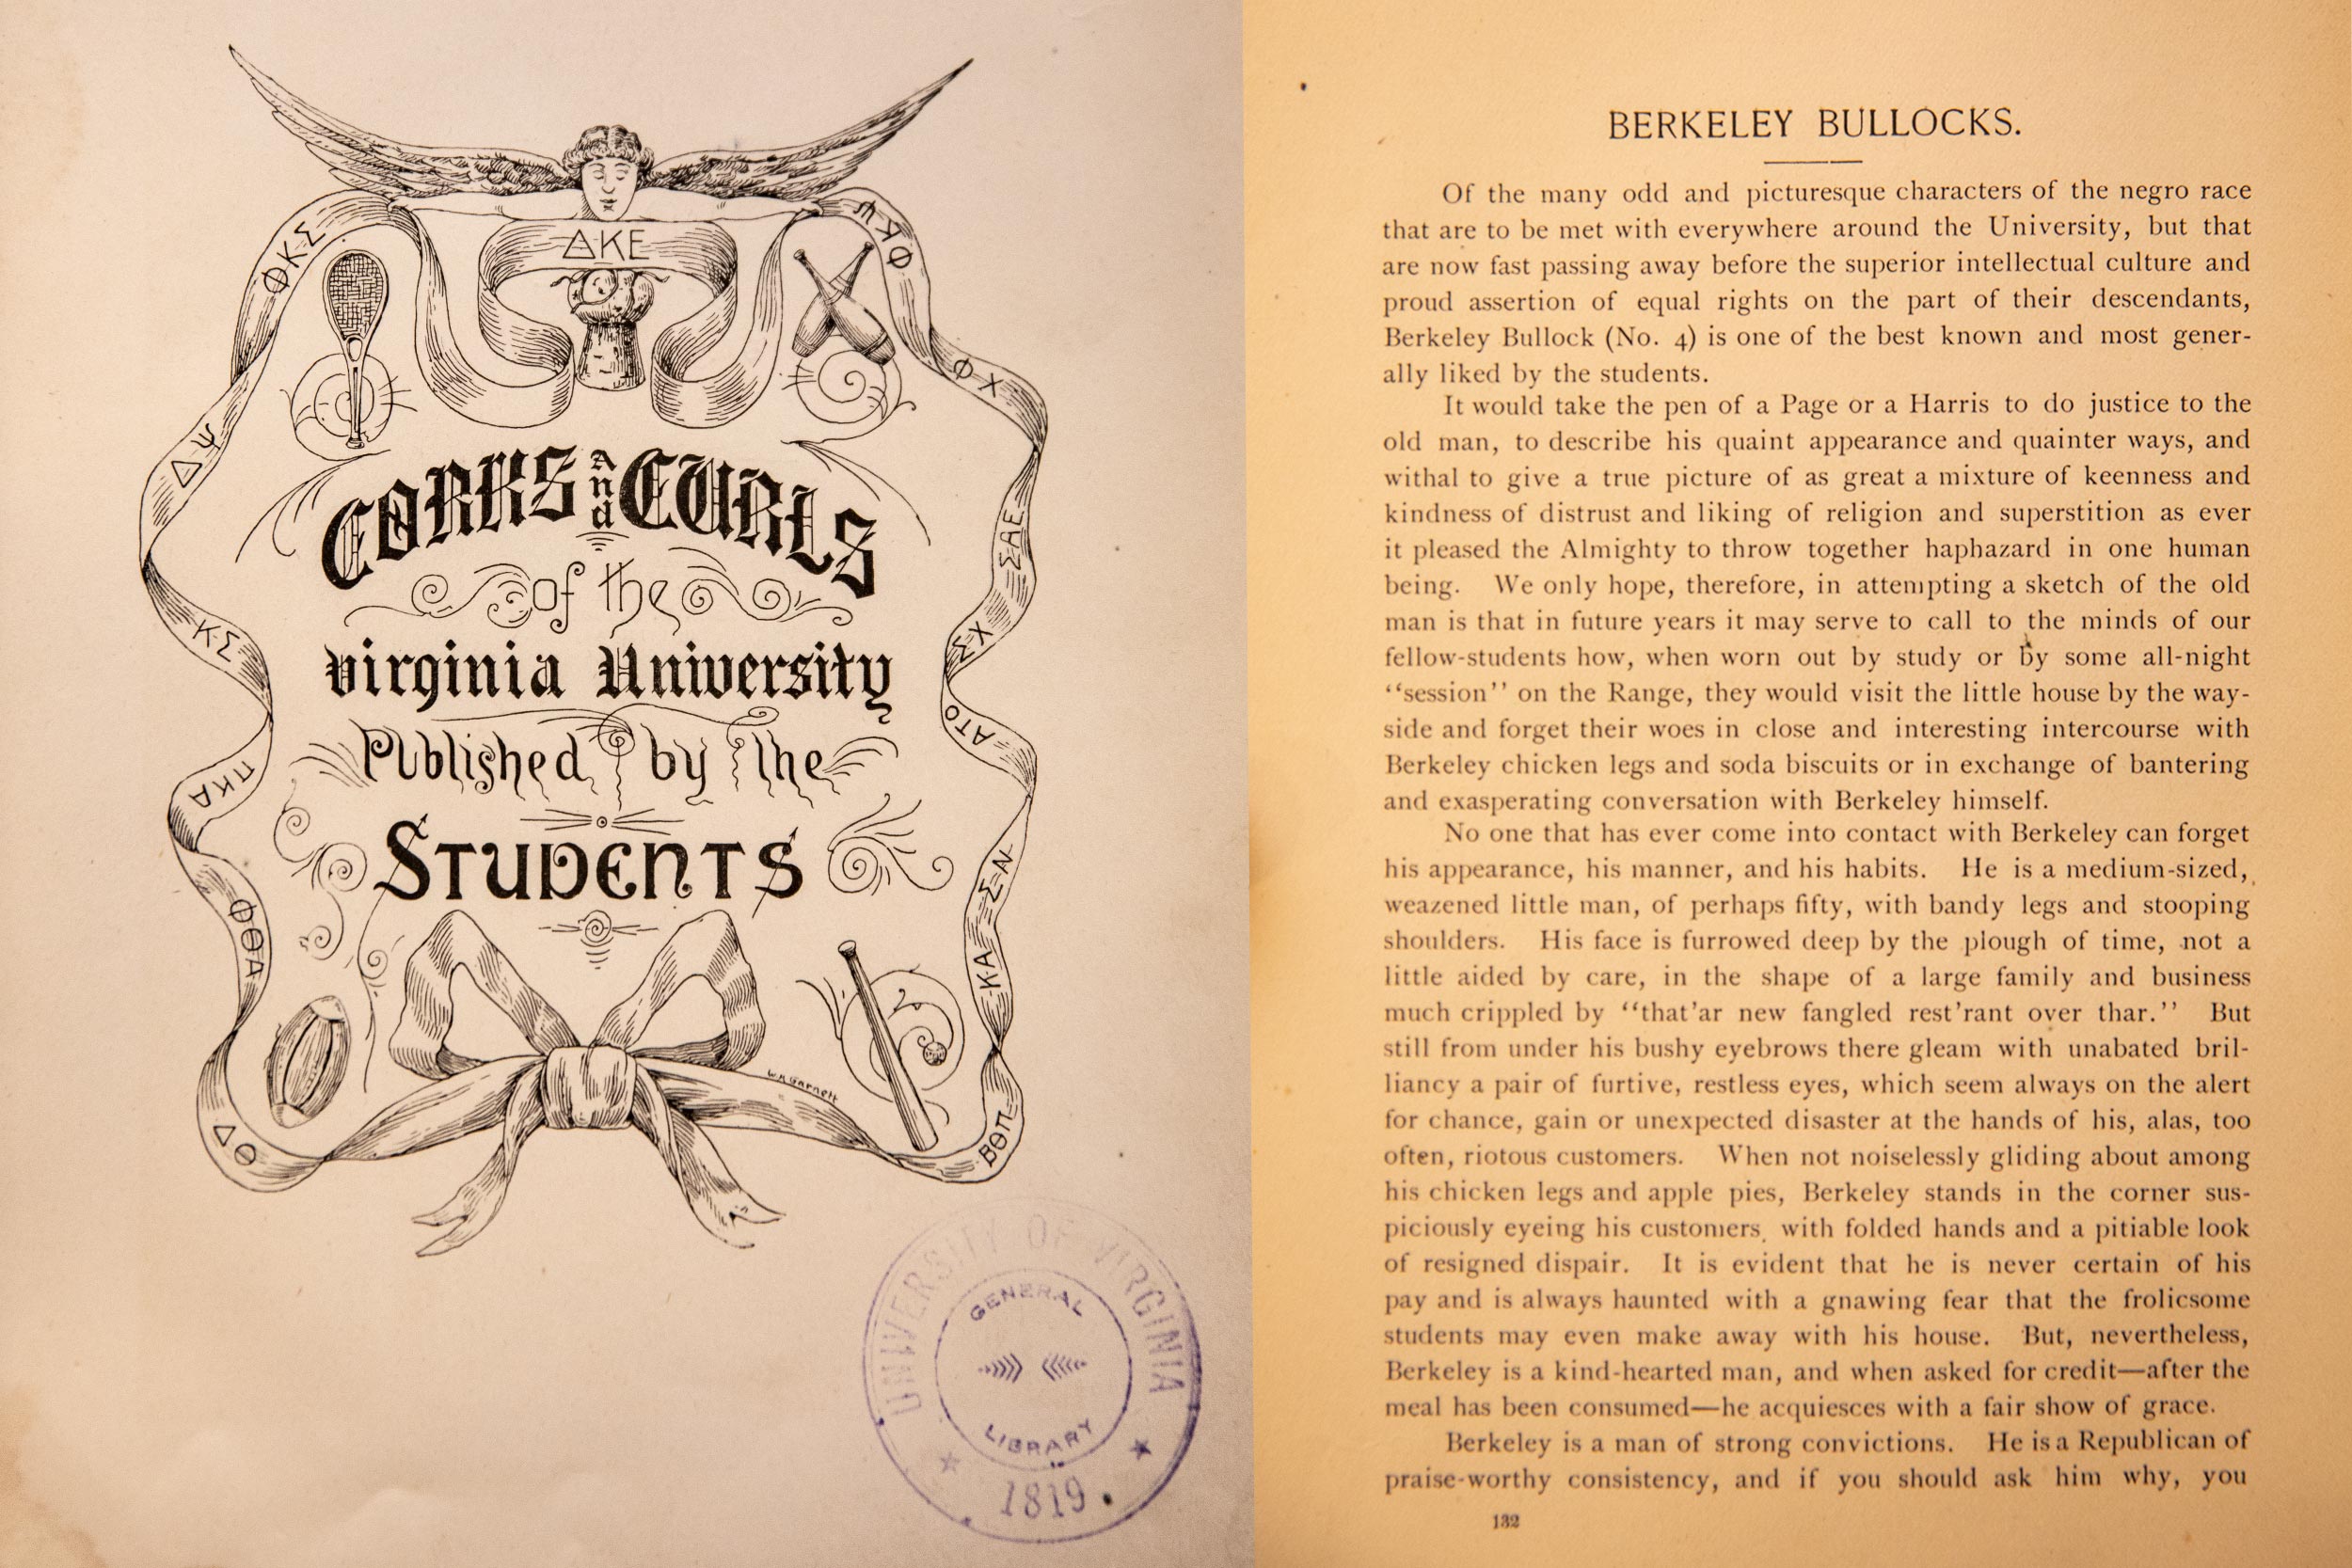 ΔΚΕ
ΦΚΣ
ΔΨ
ΚΣ
ΠΚΑ
ΦΘΑ
ΘΔ
ΦΚΨ
ΦΧ
ΣΑΕ
ΣΧ
ΑΤΟ
ΣΝ
ΚΑ
ΒΘΠ
CORKS and CURLS
of the
virginia University
Published by the
STUDENTS
W.A. Garnett
UNIVERSITY OF VIRGINIA
GENERAL
LIBRARY
1819
BERKELEY BULLOCKS.
Of the many odd and picturesque characters of the negro race
that are to be met with everywhere around the University, but that
are now fast passing away before the superior intellectual culture and
proud assertion of equal rights on the part of their descendants,
Berkeley Bullock (No. 4) is one of the best known and most gener-
ally liked by the students.
It would take the pen of a Page or a Harris to do justice to the
old man, to describe his quaint appearance and quainter ways, and
withal to give a true picture of as great a mixture of keenness and
kindness of distrust and liking of religion and superstition as ever
it pleased the Almighty to throw together haphazard in one human
being. We only hope, therefore, in attempting a sketch of the old
man is that in future years it may serve to call to the minds of our
fellow-students how, when worn out by study or by some all-night
“session” on the Range, they would visit the little house by the way-
side and forget their woes in close and interesting intercourse with
Berkeley chicken legs and soda biscuits or in exchange of bantering
and exasperating conversation with Berkeley himself.
No one that has ever come into contact with Berkeley can forget
his appearance, his manner, and his habits. He is a medium-sized,
weazened little man, of perhaps fifty, with bandy legs and stooping
shoulders. His face is furrowed deep by the plough of time, not a
little aided by care, in the shape of a large family and business
much crippled by “that’ar new fangled rest’rant over thar.” But
still from under his bushy eyebrows there gleam with unabated bril-
liancy a pair of furtive, restless eyes, which seem always on the alert
for chance, gain or unexpected disaster at the hands of his, alas, too
often, riotous customers. When not noiselessly gliding about among
his chicken legs and apple pies, Berkeley stands in the corner sus-
piciously eyeing his customers, with folded hands and a pitiable look
of resigned dispair. It is evident that he is never certain of his
pay and is always haunted with a gnawing fear that the frolicsome
students may even make away with his house. But, nevertheless,
Berkeley is a kind-hearted man, and when asked for credit—after the
meal has been consumed—he acquiesces with a fair show of grace.
Berkeley is a man of strong convictions. He is a Republican of
praise-worthy consistency, and if you should ask him why, you
132